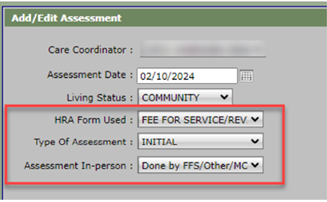 Add/Edit Assessment
Care Coordinator :
Assessment Date : 02/10/2024
Living Status : COMMUNITY
HRA Form Used : FEE FOR SERVICE/REV
Type Of Assessment : INITIAL
Assessment In-person : Done by FFS/Other/MC